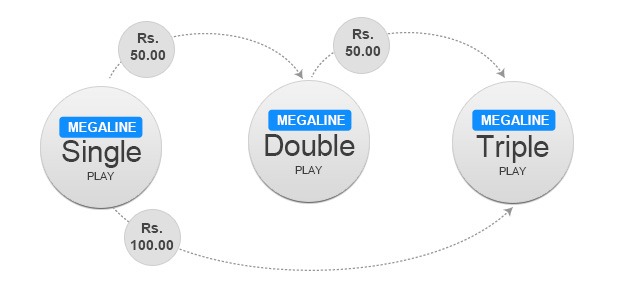 Rs.
50.00
Rs.
50.00
MEGALINE
Single
PLAY
MEGALINE
Double
PLAY
MEGALINE
Triple
PLAY
Rs.
100.00